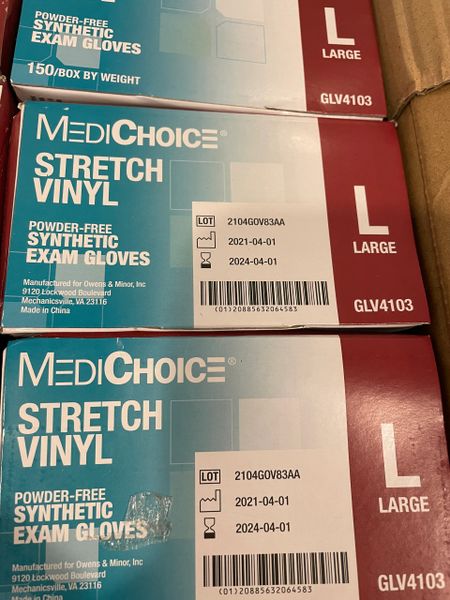 POWDER-FREE
SYNTHETIC
EXAM GLOVES
150/BOX BY WEIGHT
L
LARGE
GLV4103
MEDICHOICE®
STRETCH
VINYL
POWDER-FREE
SYNTHETIC
EXAM GLOVES
Manufactured for Owens & Minor, Inc
9120 Lockwood Boulevard
Mechanicsville, VA 23116
Made in China
LOT 2104GOV83AA
2021-04-01
2024-04-01
(01)20885632064583
L
LARGE
GLV4103
MEDICHOICE®
STRETCH
VINYL
POWDER-FREE
SYNTHETIC
EXAM GLOVES
Manufactured for Owens & Minor, Inc
9120 Lockwood Boulevard
Mechanicsville, VA 23116
Made in China
LOT 2104GOV83AA
2021-04-01
2024-04-01
(01)20885632064583
L
LARGE
GLV4103